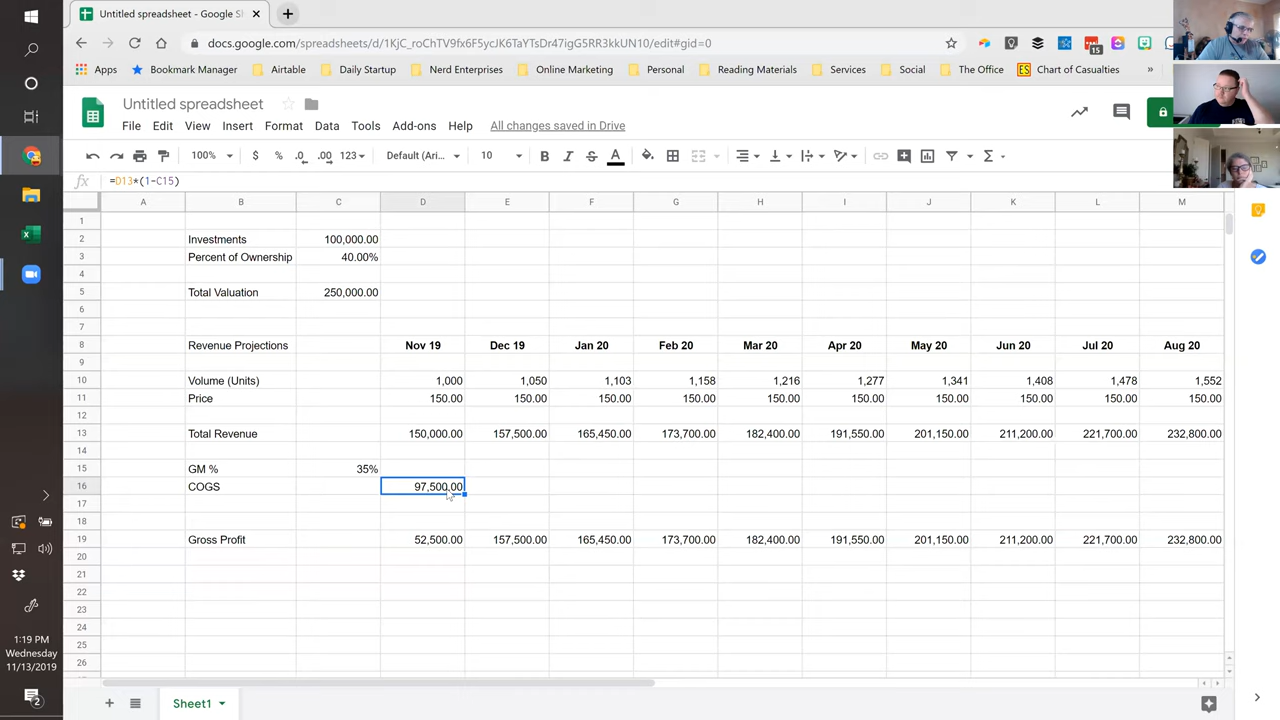 Untitled spreadsheet - Google S
docs.google.com/spreadsheets/d/1KjC_roChTV9fx6FSycJK6TaYTsDr47igG5RR3kkUN10/edit#gid=0
15
Apps Bookmark Manager Airtable Daily Startup Nerd Enterprises Online Marketing Personal Reading Materials Services Social The Office ES Chart of Casualties »
Untitled spreadsheet
File Edit View Insert Format Data Tools Add-ons Help All changes saved in Drive
100% $ % .0 .00 123 Default (Ari... 10 B I S A
fx =D13*(1-C15)
A B C D F G H I J K L M
1
2 Investments 100,000.00
3 Percent of Ownership 40.00%
4
5 Total Valuation 250,000.00
6
7
8 Revenue Projections Nov 19 Dec 19 Jan 20 Feb 20 Mar 20 Apr 20 May 20 Jun 20 Jul 20 Aug 20
9
10 Volume (Units) 1,000 1,050 1,103 1,158 1,216 1,277 1,341 1,408 1,478 1,552
11 Price 150.00 150.00 150.00 150.00 150.00 150.00 150.00 150.00 150.00 150.00
12
13 Total Revenue 150,000.00 157,500.00 165,450.00 173,700.00 182,400.00 191,550.00 201,150.00 211,200.00 221,700.00 232,800.00
14
15 GM % 35%
16 COGS 97,500.00
17
18
19 Gross Profit 52,500.00 157,500.00 165,450.00 173,700.00 182,400.00 191,550.00 201,150.00 211,200.00 221,700.00 232,800.00
20
21
22
23
24
25
26
Sheet1
1:19 PM
Wednesday
11/13/2019
2